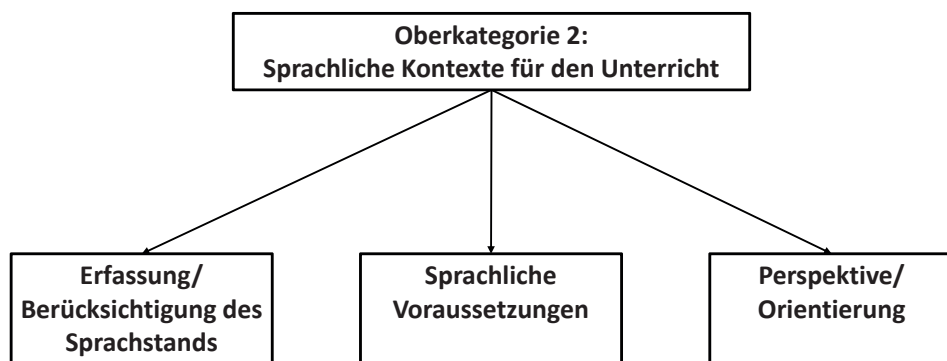 Oberkategorie 2:
Sprachliche Kontexte für den Unterricht
Erfassung/
Berücksichtigung des
Sprachstands
Sprachliche
Voraussetzungen
Perspektive/
Orientierung